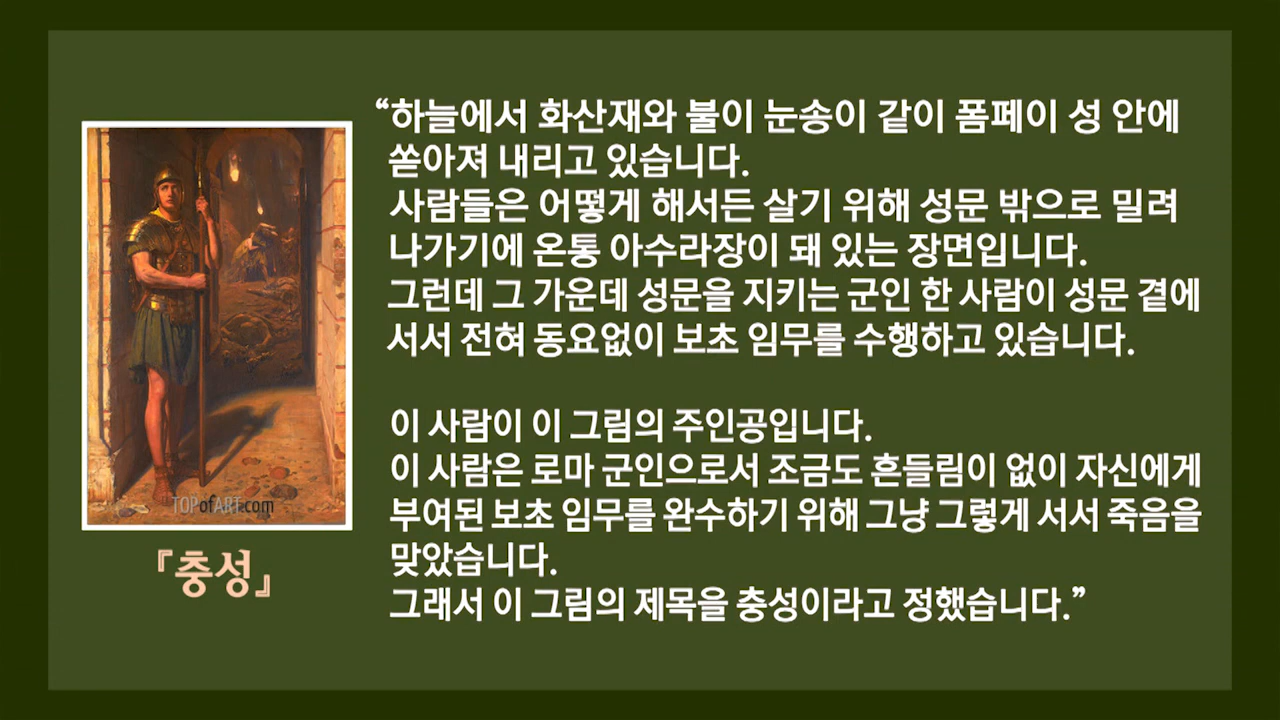 “하늘에서 화산재와 불이 눈송이 같이 폼페이 성 안에
쏟아져 내리고 있습니다.
사람들은 어떻게 해서든 살기 위해 성문 밖으로 밀려
나가기에 온통 아수라장이 돼 있는 장면입니다.
그런데 그 가운데 성문을 지키는 군인 한 사람이 성문 곁에
서서 전혀 동요없이 보초 임무를 수행하고 있습니다.
이 사람이 이 그림의 주인공입니다.
이 사람은 로마 군인으로서 조금도 흔들림이 없이 자신에게
부여된 보초 임무를 완수하기 위해 그냥 그렇게 서서 죽음을
맞았습니다.
그래서 이 그림의 제목을 충성이라고 정했습니다.”
TOPofART.com
『충성』